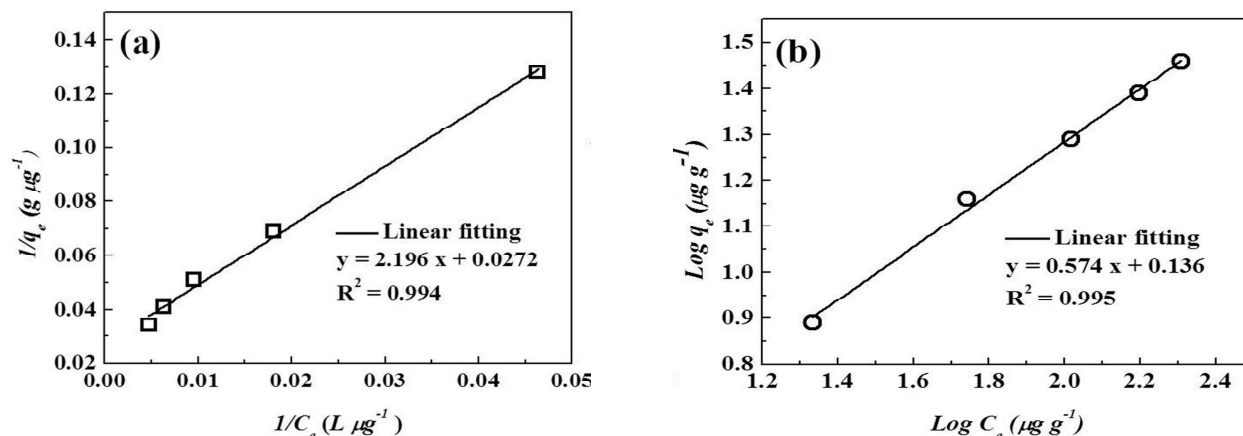 (a)
0.14
0.12
0.10
0.08
0.06
0.04
0.02
1/qe (g μg-1)
Linear fitting
y = 2.196 x + 0.0272
R2 = 0.994
0.00 0.01 0.02 0.03 0.04 0.05
1/Ce (L μg-1 )
(b)
1.5
1.4
1.3
1.2
1.1
1.0
0.9
0.8
Log qe (μg g-1)
Linear fitting
y = 0.574 x + 0.136
R2 = 0.995
1.2 1.4 1.6 1.8 2.0 2.2 2.4
Log Ce (μg g-1)